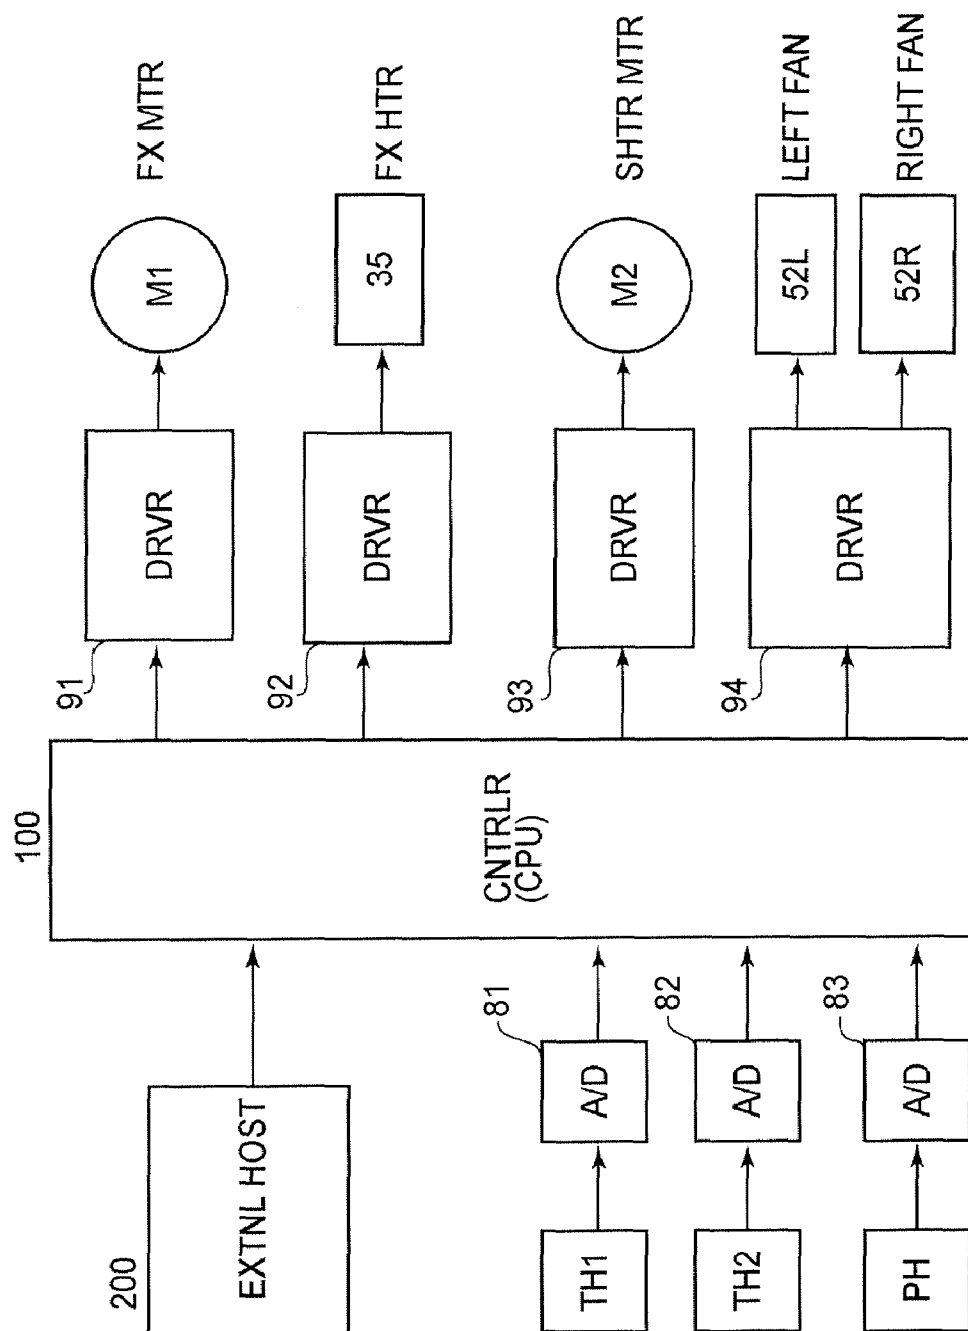 200
EXTNL HOST
TH1
A/D
81
TH2
A/D
82
PH
A/D
83
100
CNTRLR
(CPU)
91
DRVR
M1
FX MTR
92
DRVR
35
FX HTR
93
DRVR
M2
SHTR MTR
94
DRVR
52L
LEFT FAN
52R
RIGHT FAN